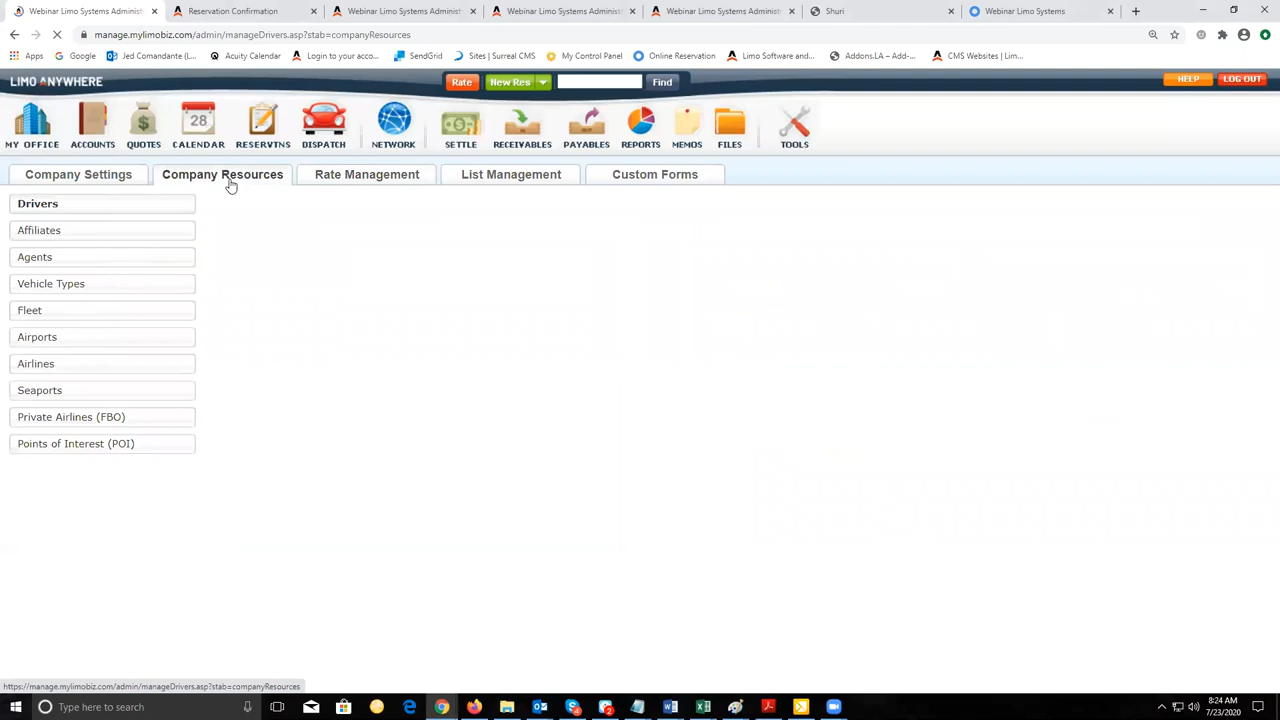 Webinar Limo Systems Administ
Reservation Confirmation
Webinar Limo Systems Administ
Webinar Limo Systems Administ
Webinar Limo Systems Administ
Shuri
Webinar Limo Systems
manage.mylimobiz.com/admin/manageDrivers.asp?stab=companyResources
Apps
Google
Jed Comandante (L...
Acuity Calendar
Login to your acco...
SendGrid
Sites | Surreal CMS
My Control Panel
Online Reservation
Limo Software and...
Addons.LA – Add-...
CMS Websites | Lim...
LIMO ANYWHERE
Rate
New Res
Find
HELP
LOG OUT
28
MY OFFICE
ACCOUNTS
QUOTES
CALENDAR
RESERVTNS
DISPATCH
NETWORK
SETTLE
RECEIVABLES
PAYABLES
REPORTS
MEMOS
FILES
TOOLS
Company Settings
Company Resources
Rate Management
List Management
Custom Forms
Drivers
Affiliates
Agents
Vehicle Types
Fleet
Airports
Airlines
Seaports
Private Airlines (FBO)
Points of Interest (POI)
https://manage.mylimobiz.com/admin/manageDrivers.asp?stab=companyResources
Type here to search
8:24 AM
7/23/2020